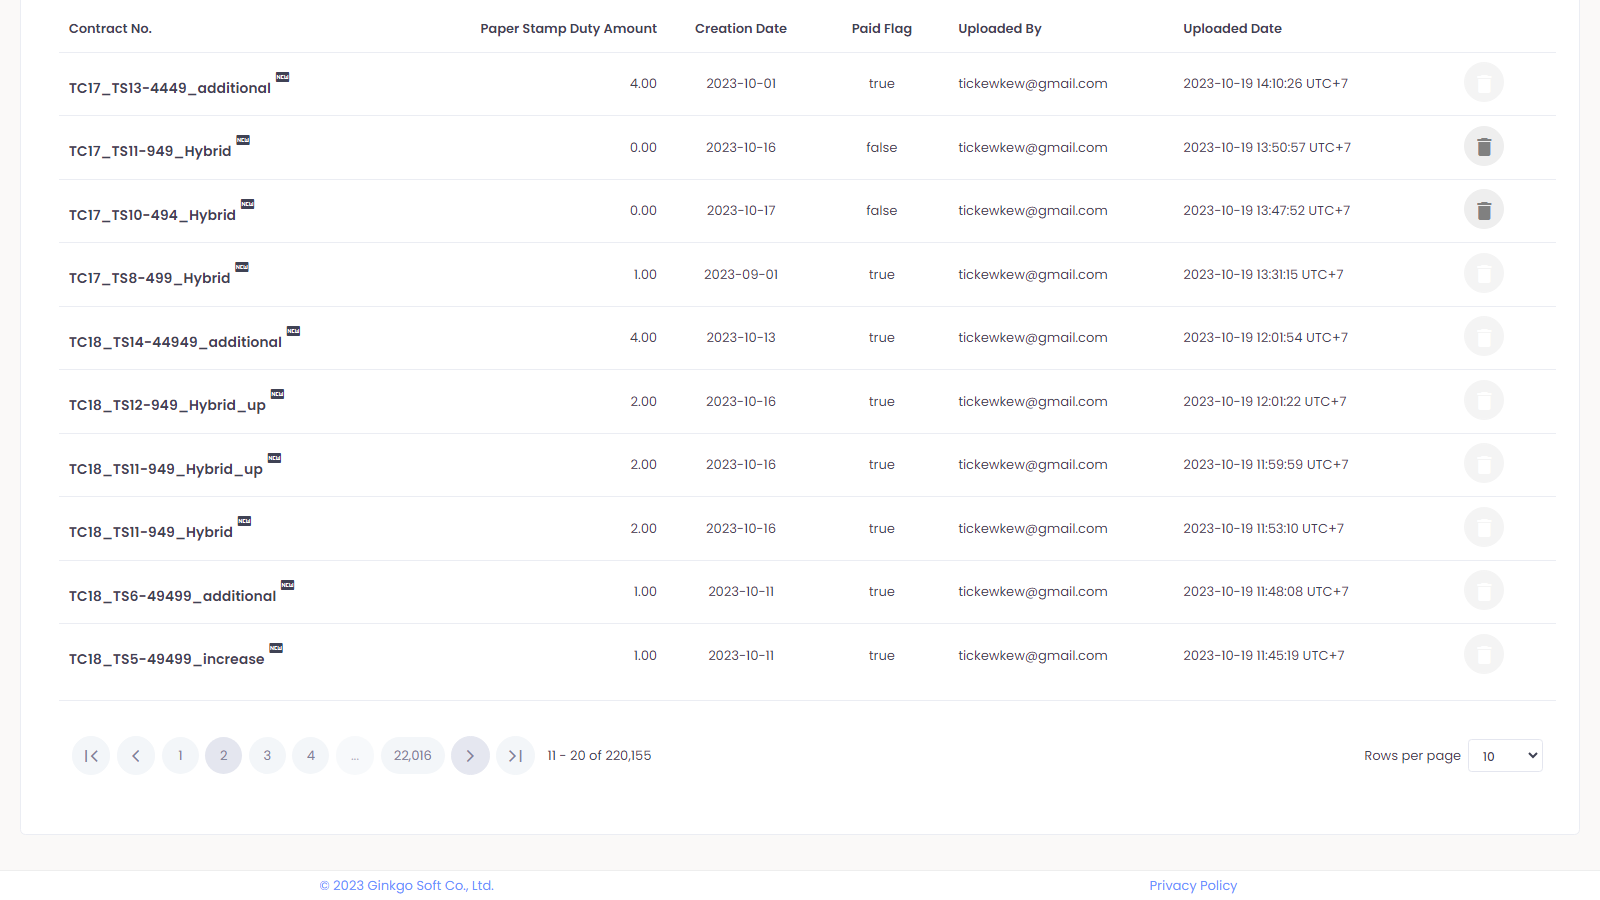 Contract No. Paper Stamp Duty Amount Creation Date Paid Flag Uploaded By Uploaded Date
TC17_TS13-4449_additional NEW 4.00 2023-10-01 true tickewkew@gmail.com 2023-10-19 14:10:26 UTC+7
TC17_TS11-949_Hybrid NEW 0.00 2023-10-16 false tickewkew@gmail.com 2023-10-19 13:50:57 UTC+7
TC17_TS10-494_Hybrid NEW 0.00 2023-10-17 false tickewkew@gmail.com 2023-10-19 13:47:52 UTC+7
TC17_TS8-499_Hybrid NEW 1.00 2023-09-01 true tickewkew@gmail.com 2023-10-19 13:31:15 UTC+7
TC18_TS14-44949_additional NEW 4.00 2023-10-13 true tickewkew@gmail.com 2023-10-19 12:01:54 UTC+7
TC18_TS12-949_Hybrid_up NEW 2.00 2023-10-16 true tickewkew@gmail.com 2023-10-19 12:01:22 UTC+7
TC18_TS11-949_Hybrid_up NEW 2.00 2023-10-16 true tickewkew@gmail.com 2023-10-19 11:59:59 UTC+7
TC18_TS11-949_Hybrid NEW 2.00 2023-10-16 true tickewkew@gmail.com 2023-10-19 11:53:10 UTC+7
TC18_TS6-49499_additional NEW 1.00 2023-10-11 true tickewkew@gmail.com 2023-10-19 11:48:08 UTC+7
TC18_TS5-49499_increase NEW 1.00 2023-10-11 true tickewkew@gmail.com 2023-10-19 11:45:19 UTC+7
1 2 3 4 ... 22,016 11 - 20 of 220,155 Rows per page 10
© 2023 Ginkgo Soft Co., Ltd. Privacy Policy